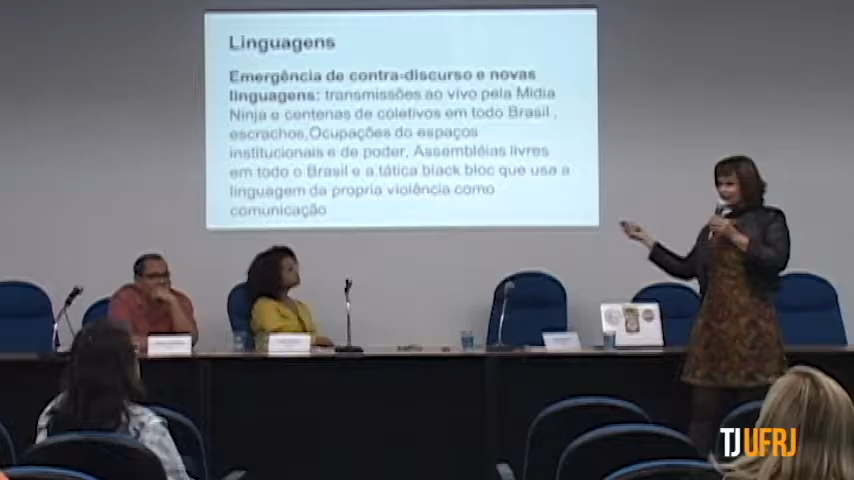 Linguagens
Emergência de contra-discurso e novas
linguagens: transmissões ao vivo pela Midia
Ninja e centenas de coletivos em todo Brasil ,
escrachos,Ocupações do espaços
institucionais e de poder, Assembléias livres
em todo o Brasil e a tática black bloc que usa a
linguagem da propria violência como
comunicação
TJUFRJ